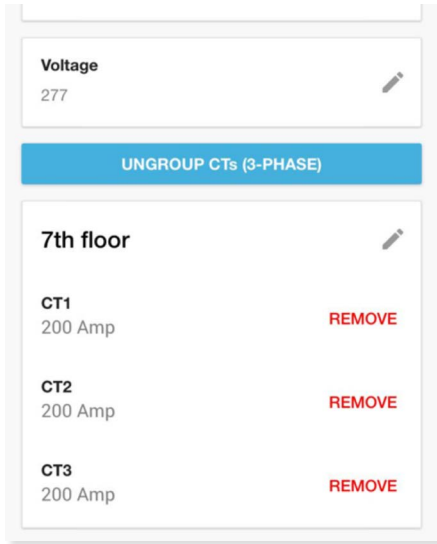 Voltage
277
UNGROUP CTs (3-PHASE)
7th floor
CT1
200 Amp
REMOVE
CT2
200 Amp
REMOVE
CT3
200 Amp
REMOVE